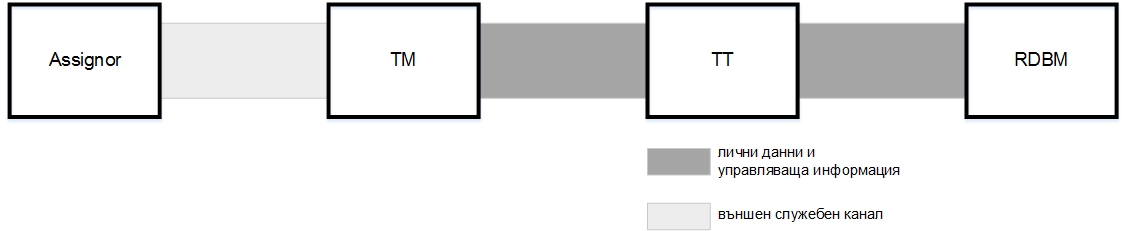 Assignor
TM
TT
RDBM
лични данни и
управляваща информация
външен служебен канал